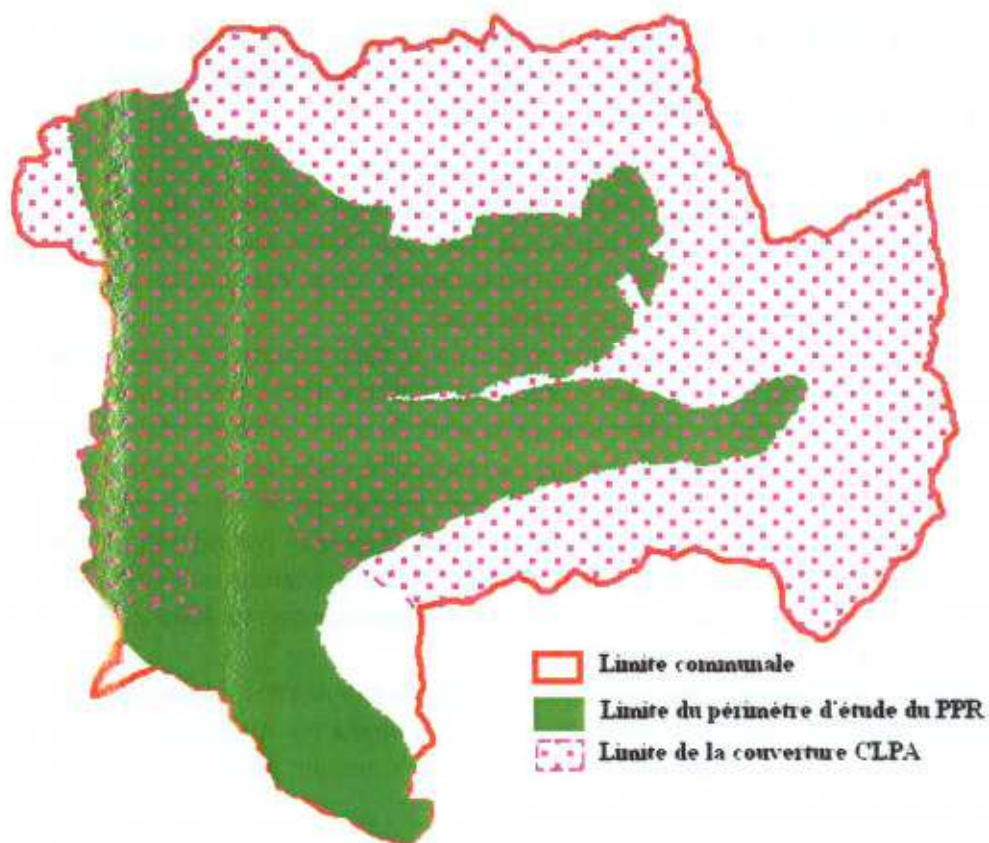 Limite communale
Limite du périmètre d'étude du PPR
Limite de la couverture CLPA